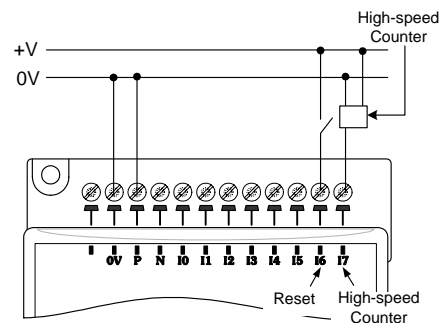 High-speed
Counter
+V
0V
0V P N I0 I1 I2 I3 I4 I5 I6 I7
Reset High-speed
Counter